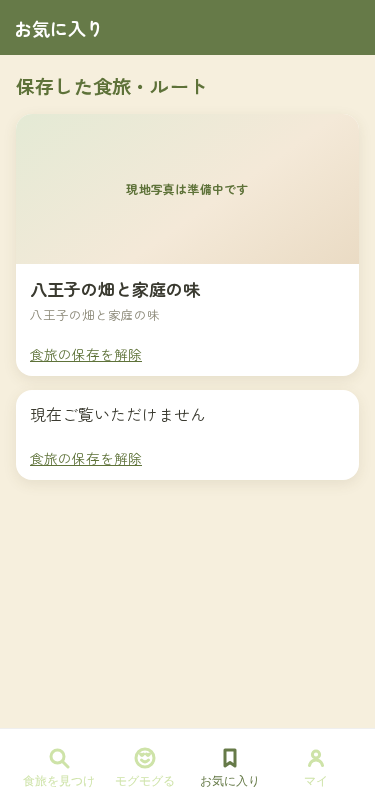 お気に入り
保存した食旅・ルート
現地写真は準備中です
八王子の畑と家庭の味
八王子の畑と家庭の味
食旅の保存を解除
現在ご覧いただけません
食旅の保存を解除
食旅を見つけ
モグモグる
お気に入り
マイ